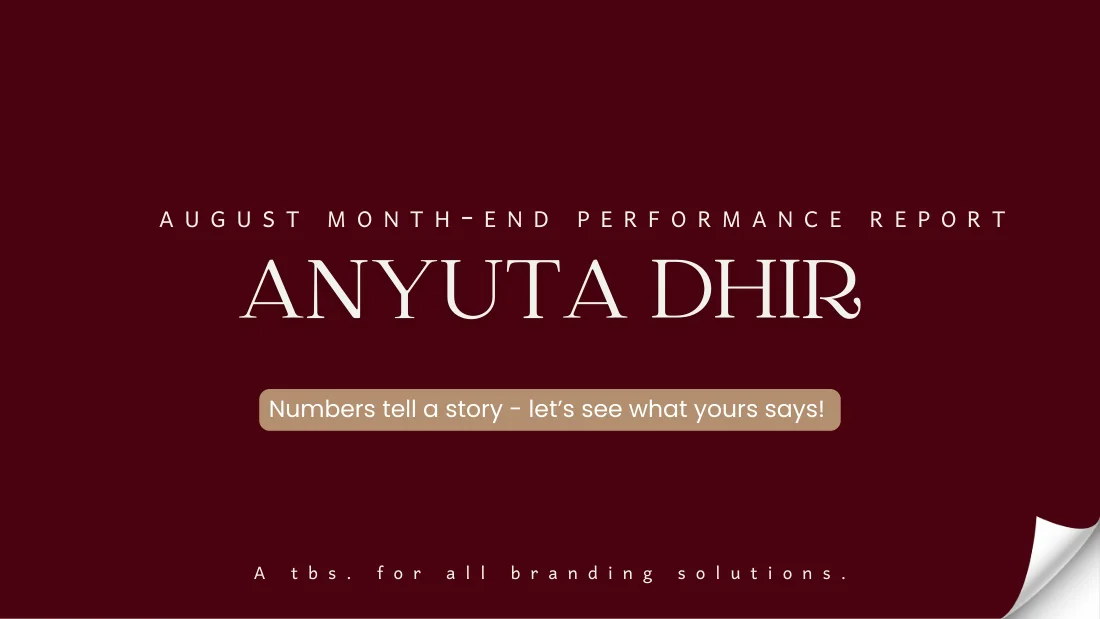 AUGUST MONTH-END PERFORMANCE REPORT
ANYUTA DHIR
Numbers tell a story - let's see what yours says!
A tbs. for all branding solutions.